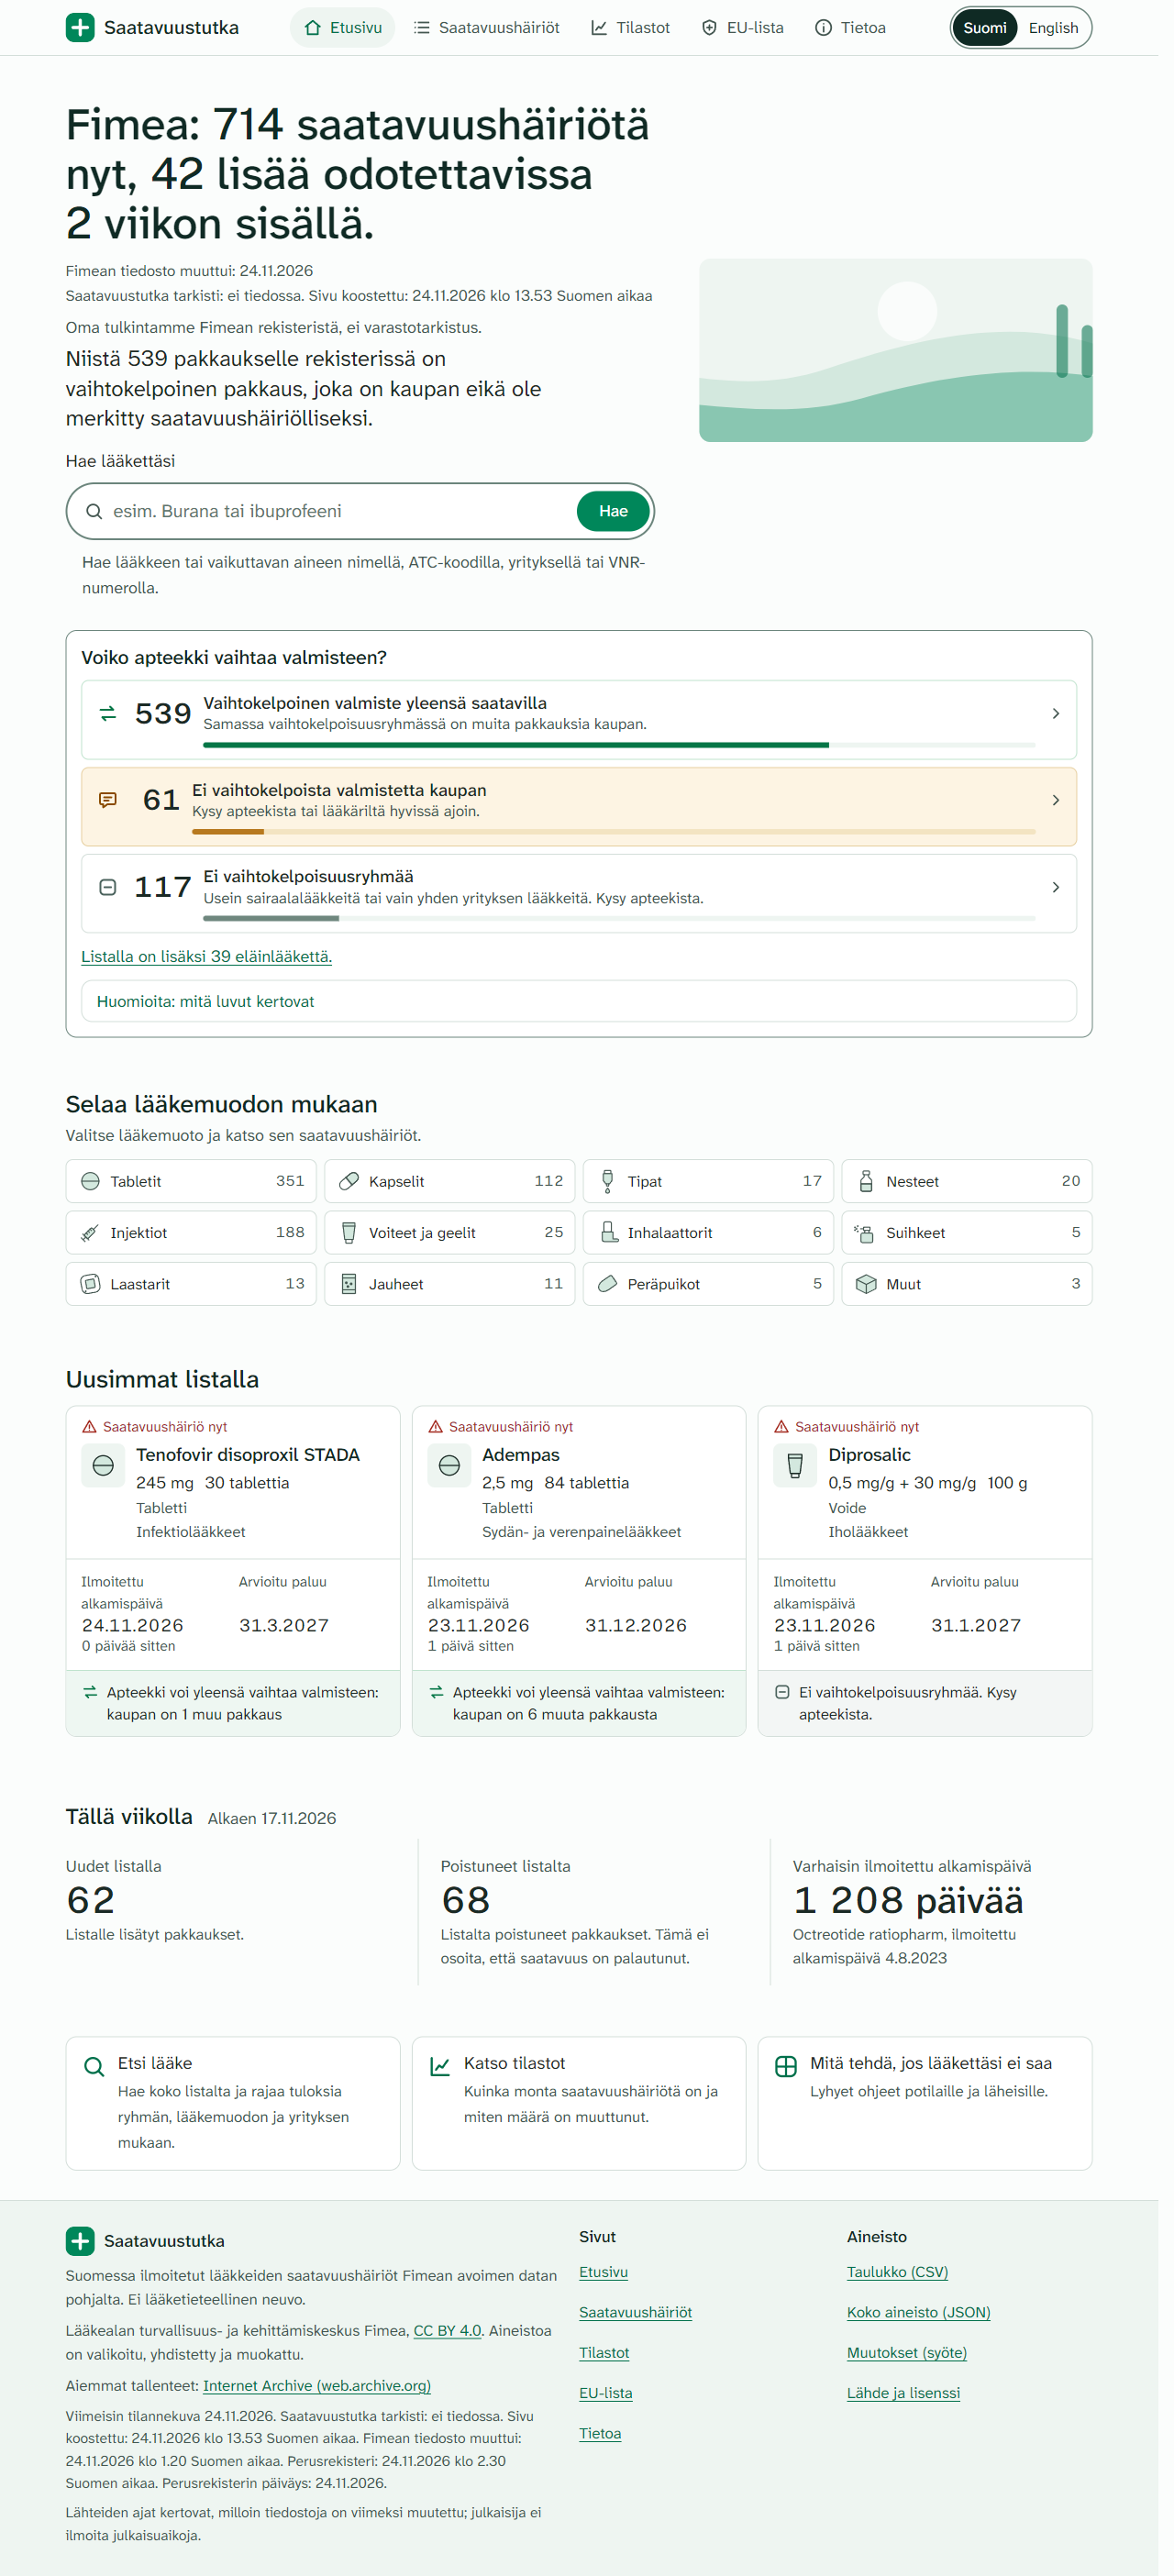 Saatavuustutka
Etusivu
Saatavuushäiriöt
Tilastot
EU-lista
Tietoa
Suomi
English
Fimea: 714 saatavuushäiriötä
nyt, 42 lisää odotettavissa
2 viikon sisällä.
Fimean tiedosto muuttui: 24.11.2026
Saatavuustutka tarkisti: ei tiedossa. Sivu koostettu: 24.11.2026 klo 13.53 Suomen aikaa
Oma tulkintamme Fimean rekisteristä, ei varastotarkistus.
Niistä 539 pakkaukselle rekisterissä on
vaihtokelpoinen pakkaus, joka on kaupan eikä ole
merkitty saatavuushäiriölliseksi.
Hae lääkettäsi
esim. Burana tai ibuprofeeni
Hae
Hae lääkkeen tai vaikuttavan aineen nimellä, ATC-koodilla, yrityksellä tai VNR-
numerolla.
Voiko apteekki vaihtaa valmisteen?
539
Vaihtokelpoinen valmiste yleensä saatavilla
Samassa vaihtokelpoisuusryhmässä on muita pakkauksia kaupan.
61
Ei vaihtokelpoista valmistetta kaupan
Kysy apteekista tai lääkäriltä hyvissä ajoin.
117
Ei vaihtokelpoisuusryhmää
Usein sairaalalääkkeitä tai vain yhden yrityksen lääkkeitä. Kysy apteekista.
Listalla on lisäksi 39 eläinlääkettä.
Huomioita: mitä luvut kertovat
Selaa lääkemuodon mukaan
Valitse lääkemuoto ja katso sen saatavuushäiriöt.
Tabletit 351
Kapselit 112
Tipat 17
Nesteet 20
Injektiot 188
Voiteet ja geelit 25
Inhalaattorit 6
Suihkeet 5
Laastarit 13
Jauheet 11
Peräpuikot 5
Muut 3
Uusimmat listalla
Saatavuushäiriö nyt
Tenofovir disoproxil STADA
245 mg 30 tablettia
Tabletti
Infektiolääkkeet
Ilmoitettu
alkamispäivä
24.11.2026
0 päivää sitten
Arvioitu paluu
31.3.2027
Apteekki voi yleensä vaihtaa valmisteen:
kaupan on 1 muu pakkaus
Saatavuushäiriö nyt
Adempas
2,5 mg 84 tablettia
Tabletti
Sydän- ja verenpainelääkkeet
Ilmoitettu
alkamispäivä
23.11.2026
1 päivä sitten
Arvioitu paluu
31.12.2026
Apteekki voi yleensä vaihtaa valmisteen:
kaupan on 6 muuta pakkausta
Saatavuushäiriö nyt
Diprosalic
0,5 mg/g + 30 mg/g 100 g
Voide
Iholääkkeet
Ilmoitettu
alkamispäivä
23.11.2026
1 päivä sitten
Arvioitu paluu
31.1.2027
Ei vaihtokelpoisuusryhmää. Kysy
apteekista.
Tällä viikolla Alkaen 17.11.2026
Uudet listalla
62
Listalle lisätyt pakkaukset.
Poistuneet listalta
68
Listalta poistuneet pakkaukset. Tämä ei
osoita, että saatavuus on palautunut.
Varhaisin ilmoitettu alkamispäivä
1 208 päivää
Octreotide ratiopharm, ilmoitettu
alkamispäivä 4.8.2023
Etsi lääke
Hae koko listalta ja rajaa tuloksia
ryhmän, lääkemuodon ja yrityksen
mukaan.
Katso tilastot
Kuinka monta saatavuushäiriötä on ja
miten määrä on muuttunut.
Mitä tehdä, jos lääkettäsi ei saa
Lyhyet ohjeet potilaille ja läheisille.
Saatavuustutka
Suomessa ilmoitetut lääkkeiden saatavuushäiriöt Fimean avoimen datan
pohjalta. Ei lääketieteellinen neuvo.
Lääkealan turvallisuus- ja kehittämiskeskus Fimea, CC BY 4.0. Aineistoa
on valikoitu, yhdistetty ja muokattu.
Aiemmat tallenteet: Internet Archive (web.archive.org)
Viimeisin tilannekuva 24.11.2026. Saatavuustutka tarkisti: ei tiedossa. Sivu
koostettu: 24.11.2026 klo 13.53 Suomen aikaa. Fimean tiedosto muuttui:
24.11.2026 klo 1.20 Suomen aikaa. Perusrekisteri: 24.11.2026 klo 2.30
Suomen aikaa. Perusrekisterin päiväys: 24.11.2026.
Lähteiden ajat kertovat, milloin tiedostoja on viimeksi muutettu; julkaisija ei
ilmoita julkaisuaikoja.
Sivut
Etusivu
Saatavuushäiriöt
Tilastot
EU-lista
Tietoa
Aineisto
Taulukko (CSV)
Koko aineisto (JSON)
Muutokset (syöte)
Lähde ja lisenssi